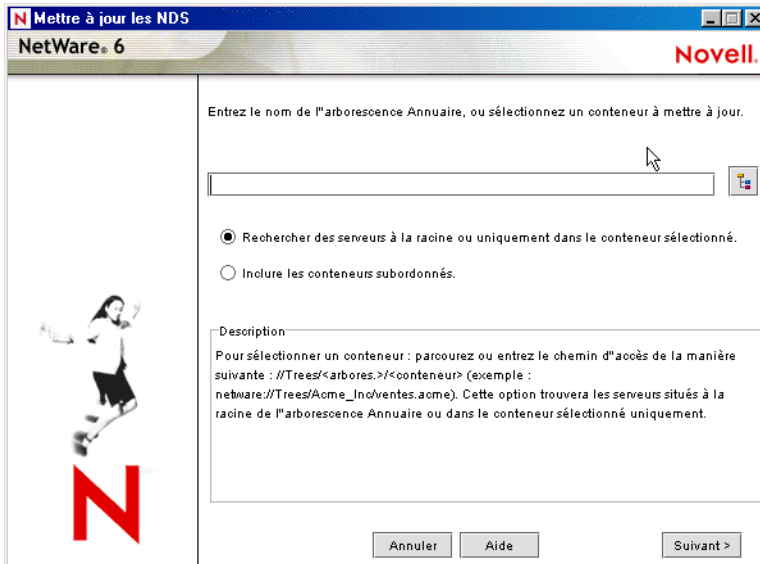 N Mettre à jour les NDS
NetWare® 6
Novell.
Entrez le nom de l''arborescence Annuaire, ou sélectionnez un conteneur à mettre à jour.
Rechercher des serveurs à la racine ou uniquement dans le conteneur sélectionné.
Inclure les conteneurs subordonnés.
Description
Pour sélectionner un conteneur : parcourez ou entrez le chemin d''accès de la manière
suivante : //Trees/<arbores.>/<conteneur> (exemple :
netware://Trees/Acme_Inc/ventes.acme). Cette option trouvera les serveurs situés à la
racine de l''arborescence Annuaire ou dans le conteneur sélectionné uniquement.
N
Annuler Aide Suivant >